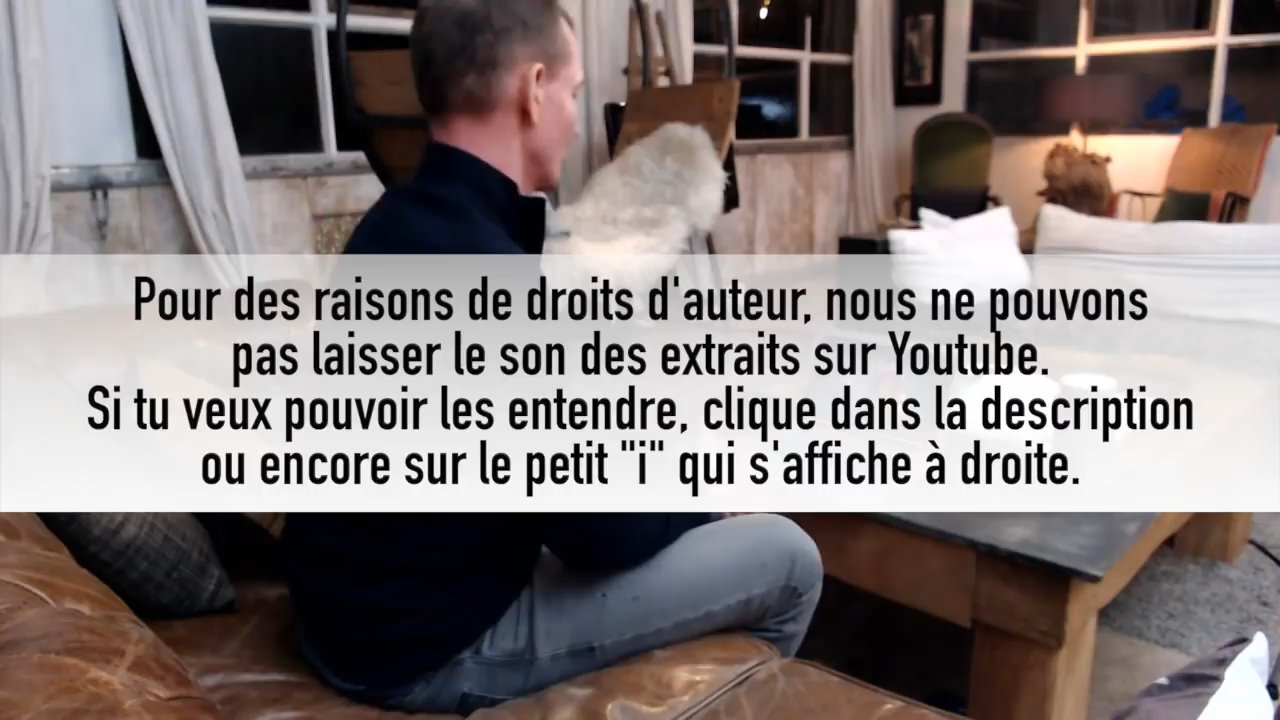 Pour des raisons de droits d'auteur, nous ne pouvons
pas laisser le son des extraits sur Youtube.
Si tu veux pouvoir les entendre, clique dans la description
ou encore sur le petit "i" qui s'affiche à droite.